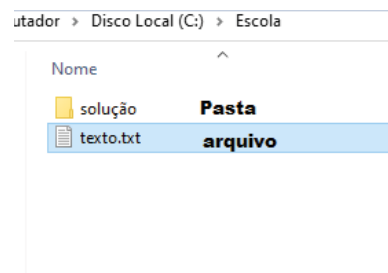 utador > Disco Local (C:) > Escola
Nome
solução Pasta
texto.txt arquivo